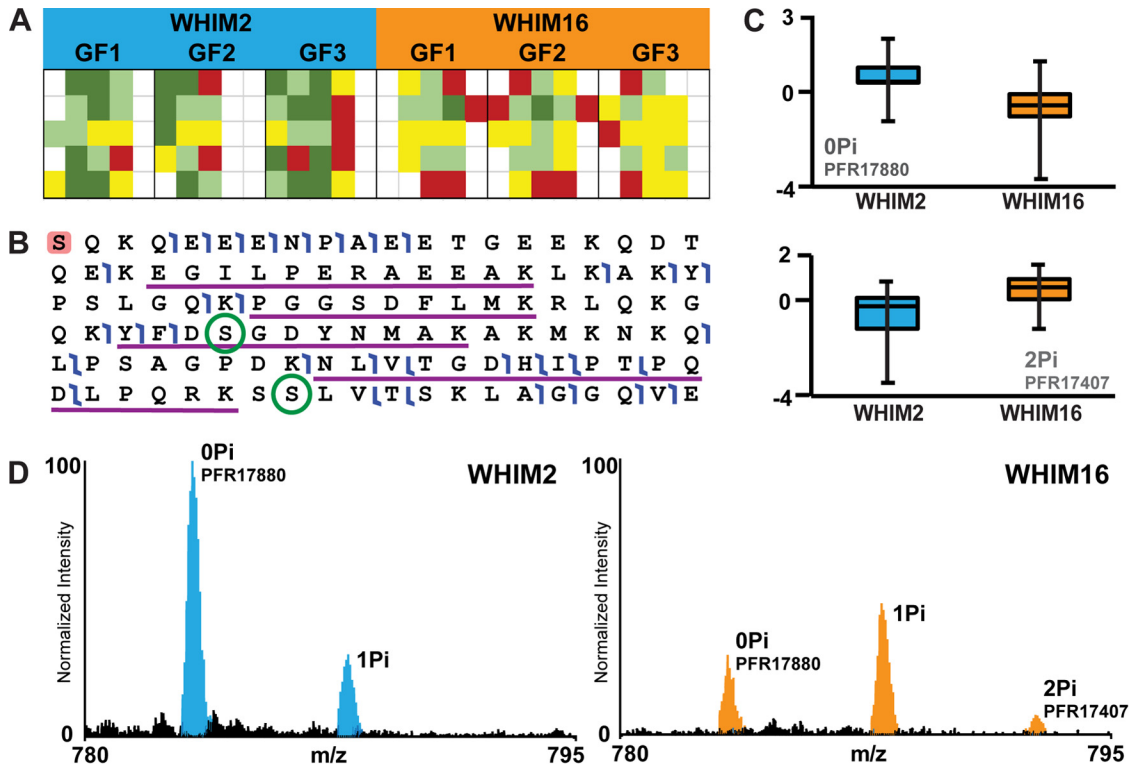 A
WHIM2 WHIM16
GF1 GF2 GF3 GF1 GF2 GF3
B
S Q K Q E E E N P A E E T G E E K Q D T
Q E K E G I L P E R A E E A K L K A K Y
P S L G Q K P G G S D F L M K R L Q K G
Q K Y F D S G D Y N M A K A K M K N K Q
L P S A G P D K N L V T G D H I P T P Q
D L P Q R K S S L V T S K L A G G Q V E
C
3
0
-4
0Pi
PFR17880
WHIM2 WHIM16
2
0
-4
2Pi
PFR17407
WHIM2 WHIM16
D
WHIM2
100
0
Normalized Intensity
0Pi
PFR17880
1Pi
780 m/z 795
WHIM16
100
0
Normalized Intensity
0Pi
PFR17880
1Pi
2Pi
PFR17407
780 m/z 795